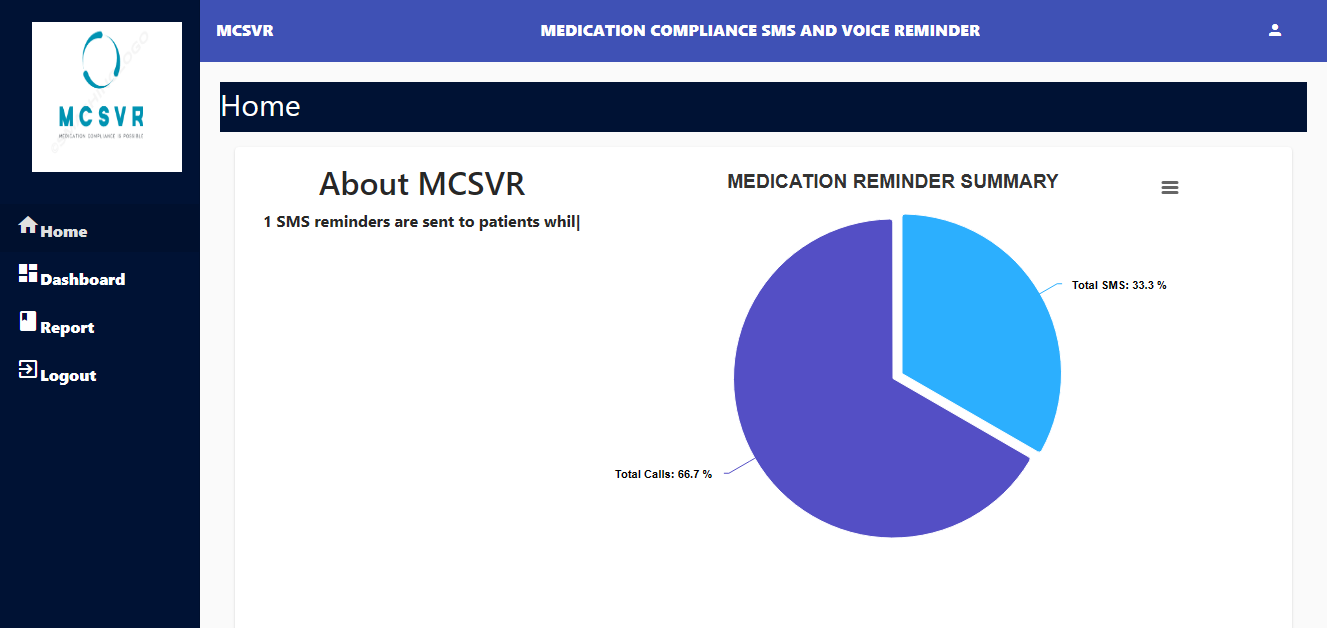 MCSVR
MEDICATION COMPLIANCE IS POSSIBLE
Home
Dashboard
Report
Logout
MCSVR
MEDICATION COMPLIANCE SMS AND VOICE REMINDER
Home
About MCSVR
1 SMS reminders are sent to patients whil|
MEDICATION REMINDER SUMMARY
Total SMS: 33.3 %
Total Calls: 66.7 %